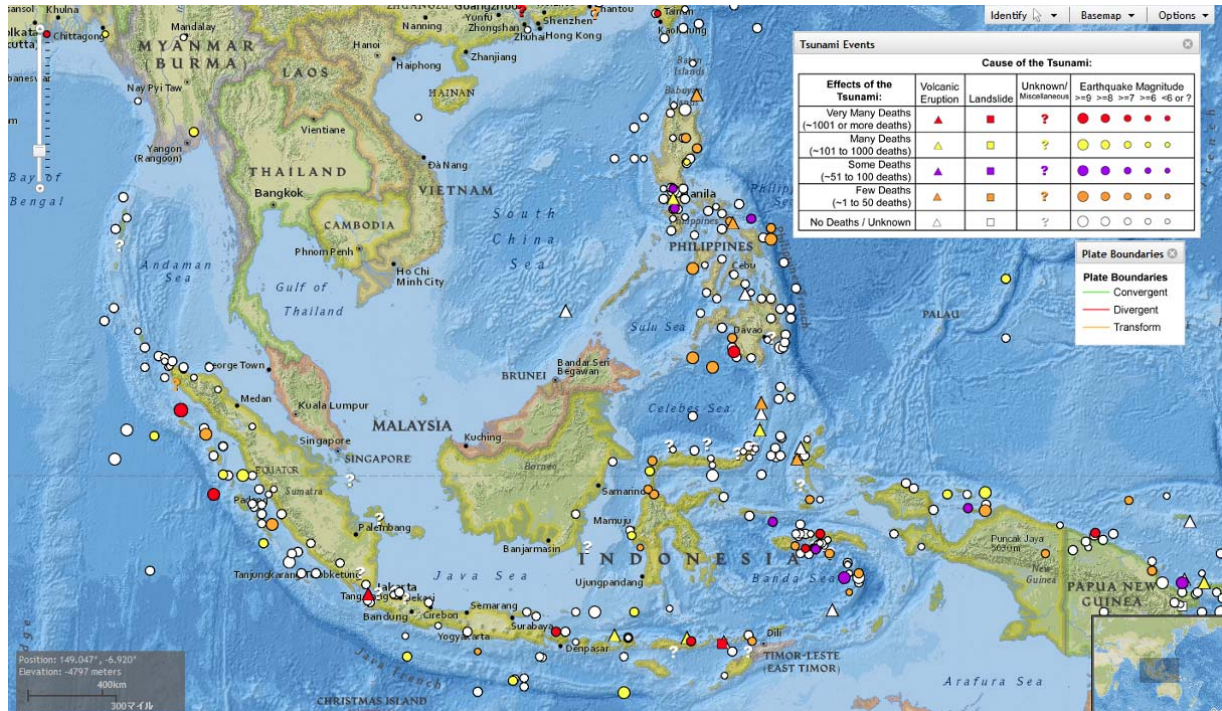 Identify
Basemap
Options
Tsunami Events
Cause of the Tsunami:
Effects of the Tsunami:
Volcanic Eruption
Landslide
Unknown/ Miscellaneous
Earthquake Magnitude
>=9 >=8 >=7 >=6 <6 or ?
Very Many Deaths
(~1001 or more deaths)
Many Deaths
(~101 to 1000 deaths)
Some Deaths
(~51 to 100 deaths)
Few Deaths
(~1 to 50 deaths)
No Deaths / Unknown
Plate Boundaries
Plate Boundaries
Convergent
Divergent
Transform
Khulna
Chittagong
Mandalay
MYANMAR
(BURMA)
Nay Pyi Taw
Yangon
(Rangoon)
Bay of
Bengal
LAOS
Hanoi
Haiphong
Nanning
Guangzhou
Yunfu
Zhongshan
Shenzhen
Zhuhai
Hong Kong
Zhanjiang
HAINAN
Vientiane
THAILAND
Bangkok
Đà Nang
VIETNAM
CAMBODIA
Phnom Penh
Ho Chi
Minh City
Andaman
Sea
Gulf of
Thailand
South
China
Sea
PHILIPPINES
Cebu
Davao
PALAU
Sulu Sea
Bandar Seri
Begawan
BRUNEI
Celebes Sea
Medan
Kuala Lumpur
MALAYSIA
Kuching
Singapore
SINGAPORE
EQUATOR
Sumatra
Borneo
Mamuju
Banjarmasin
INDONESIA
Ujungpandang
Java Sea
Banda Sea
Bandung
Cirebon
Semarang
Surabaya
Yogyakarta
Denpasar
Dili
TIMOR-LESTE
(EAST TIMOR)
Puncak Jaya
5030 m
New
Guinea
PAPUA NEW
GUINEA
Arafura Sea
Java Trench
CHRISTMAS ISLAND
Position: 149.047°, -6.920°
Elevation: -4797 meters
400km
300マイル